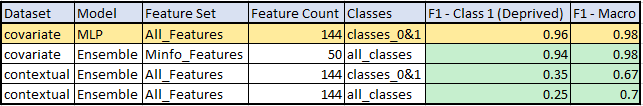 Dataset Model Feature Set Feature Count Classes F1 - Class 1 (Deprived) F1 - Macro
covariate MLP All_Features 144 classes_0&1 0.96 0.98
covariate Ensemble Minfo_Features 50 all_classes 0.94 0.98
contextual Ensemble All_Features 144 classes_0&1 0.35 0.67
contextual Ensemble All_Features 144 all_classes 0.25 0.7